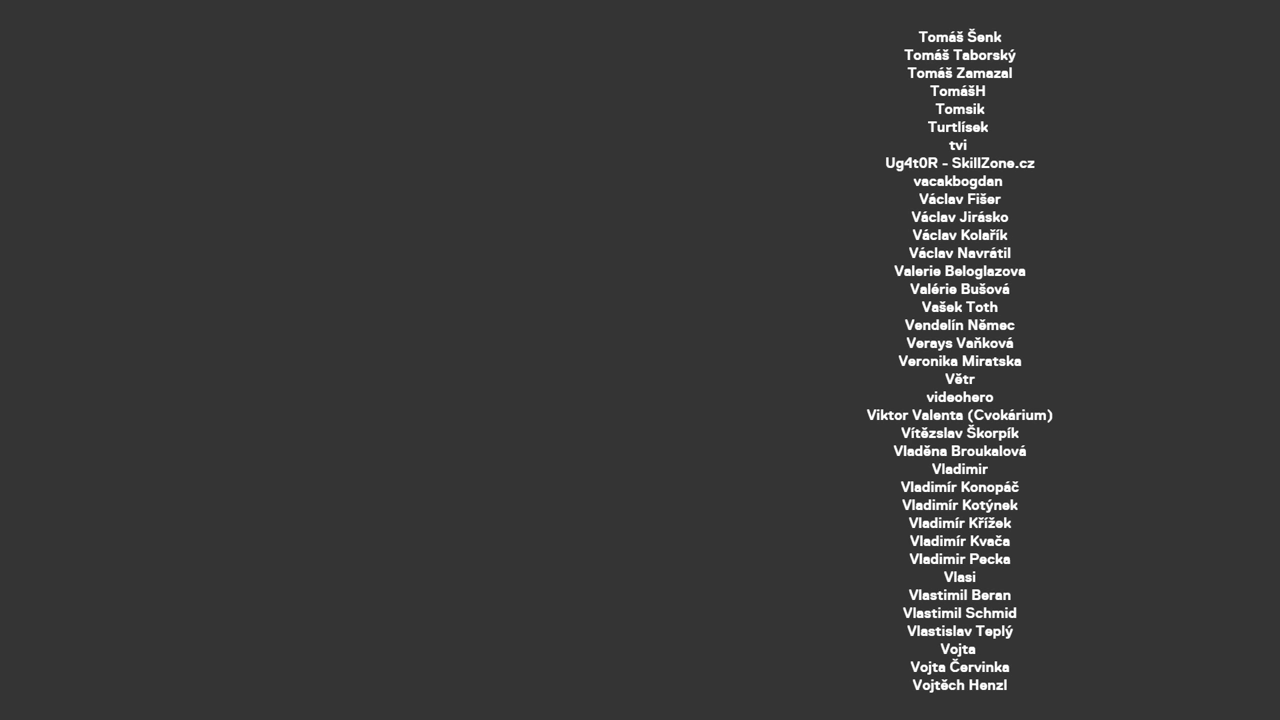 Tomáš Šenk
Tomáš Taborský
Tomáš Zamazal
TomášH
Tomsik
Turtlísek
tvi
Ug4t0R - SkillZone.cz
vacakbogdan
Václav Fišer
Václav Jirásko
Václav Kolařík
Václav Navrátil
Valerie Beloglazova
Valérie Bušová
Vašek Toth
Vendelín Němec
Verays Vaňková
Veronika Miratska
Větr
videohero
Viktor Valenta (Cvokárium)
Vítězslav Škorpík
Vladěna Broukalová
Vladimir
Vladimír Konopáč
Vladimír Kotýnek
Vladimír Křížek
Vladimír Kvača
Vladimir Pecka
Vlasi
Vlastimil Beran
Vlastimil Schmid
Vlastislav Teplý
Vojta
Vojta Červinka
Vojtěch Henzl